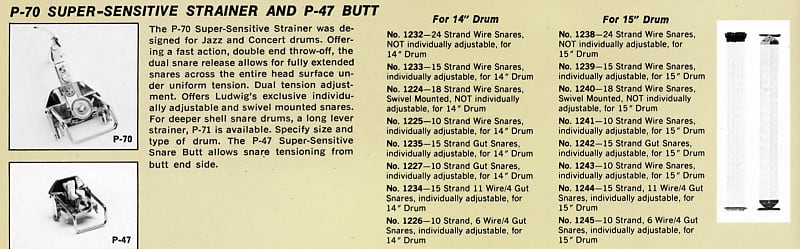 P-70 SUPER-SENSITIVE STRAINER AND P-47 BUTT
The P-70 Super-Sensitive Strainer was de-
signed for Jazz and Concert drums. Offer-
ing a fast action, double end throw-off, the
dual snare release allows for fully extended
snares across the entire head surface un-
der uniform tension. Dual tension adjust-
ment. Offers Ludwig's exclusive individu-
ally adjustable and swivel mounted snares.
For deeper shell snare drums, a long lever
strainer, P-71 is available. Specify size and
type of drum. The P-47 Super-Sensitive
Snare Butt allows snare tensioning from
butt end side.
P-70
P-47
For 14" Drum
No. 1232—24 Strand Wire Snares,
NOT individually adjustable, for
14" Drum
No. 1233—15 Strand Wire Snares,
individually adjustable, for 14" Drum
No. 1224—18 Strand Wire Snares,
Swivel Mounted, NOT individually
adjustable, for 14" Drum
No. 1225—10 Strand Wire Snares,
individually adjustable, for 14" Drum
No. 1235—15 Strand Gut Snares,
individually adjustable, for 14" Drum
No. 1227—10 Strand Gut Snares,
individually adjustable, for 14" Drum
No. 1234—15 Strand 11 Wire/4 Gut
Snares, individually adjustable, for
14" Drum
No. 1226—10 Strand, 6 Wire/4 Gut
Snares, individually adjustable, for
14" Drum
For 15" Drum
No. 1238—24 Strand Wire Snares,
NOT individually adjustable, for
15" Drum
No. 1239—15 Strand Wire Snares,
individually adjustable, for 15" Drum
No. 1240—18 Strand Wire Snares,
Swivel Mounted, NOT individually
adjustable, for 15" Drum
No. 1241—10 Strand Wire Snares,
individually adjustable, for 15" Drum
No. 1242—15 Strand Gut Snares,
individually adjustable, for 15" Drum
No. 1243—10 Strand Wire Snares,
individually adjustable, for 15" Drum
No. 1244—15 Strand, 11 Wire/4 Gut
Snares, individually adjustable, for
15" Drum
No. 1245—10 Strand, 6 Wire/4 Gut
Snares, individually adjustable, for
15" Drum